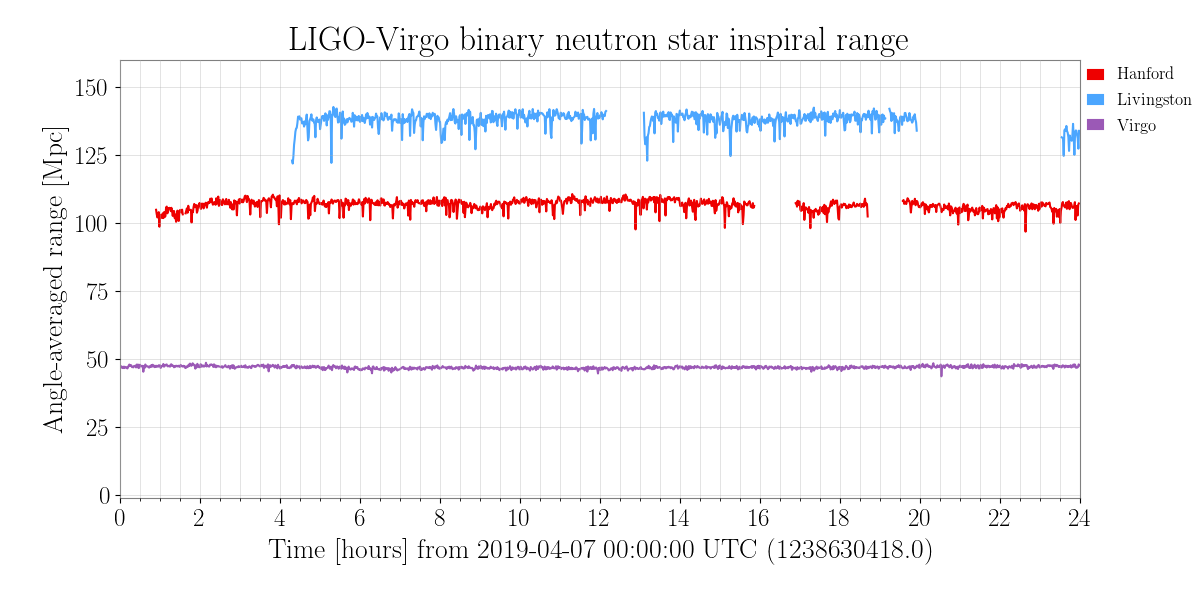 LIGO-Virgo binary neutron star inspiral range
Hanford
Livingston
Virgo
Angle-averaged range [Mpc]
150
125
100
75
50
25
0
0 2 4 6 8 10 12 14 16 18 20 22 24
Time [hours] from 2019-04-07 00:00:00 UTC (1238630418.0)